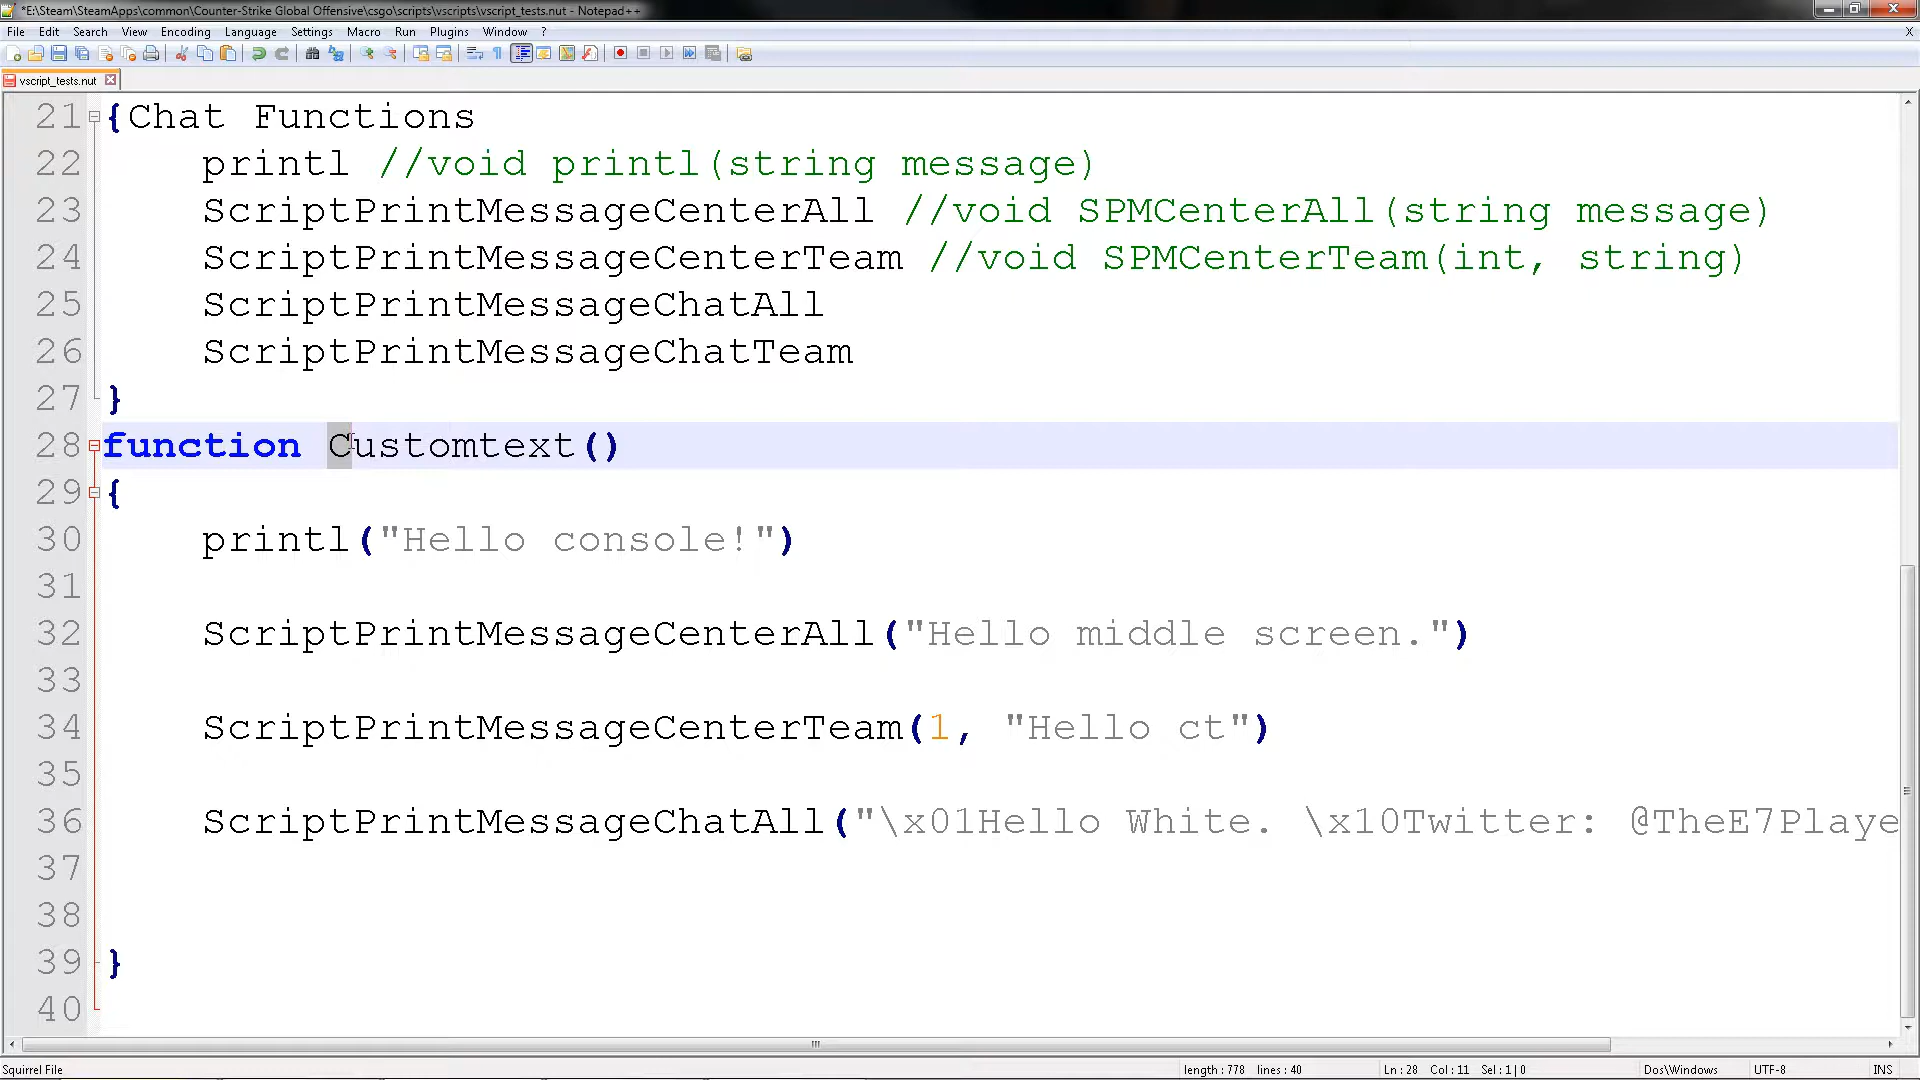 *E:\Steam\SteamApps\common\Counter-Strike Global Offensive\csgo\scripts\vscripts\vscript_tests.nut - Notepad++
File Edit Search View Encoding Language Settings Macro Run Plugins Window ? X
vscript_tests.nut
21 {Chat Functions
22 printl //void printl(string message)
23 ScriptPrintMessageCenterAll //void SPMCenterAll(string message)
24 ScriptPrintMessageCenterTeam //void SPMCenterTeam(int, string)
25 ScriptPrintMessageChatAll
26 ScriptPrintMessageChatTeam
27 }
28 function Customtext()
29 {
30 printl("Hello console!")
31
32 ScriptPrintMessageCenterAll("Hello middle screen.")
33
34 ScriptPrintMessageCenterTeam(1, "Hello ct")
35
36 ScriptPrintMessageChatAll("\x01Hello White. \x10Twitter: @TheE7Playe
37
38
39 }
40
Squirrel File length : 778 lines : 40 Ln : 28 Col : 11 Sel : 1 | 0 Dos\Windows UTF-8 INS